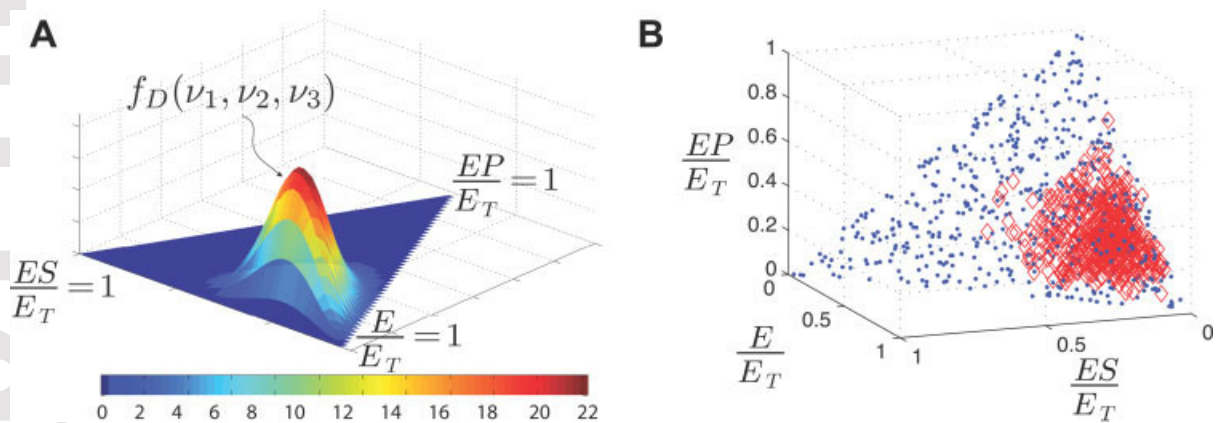 A
f_D(ν_1, ν_2, ν_3)
EP/E_T = 1
ES/E_T = 1
E/E_T = 1
0 2 4 6 8 10 12 14 16 18 20 22
B
1
0.8
0.6
0.4
0.2
0
EP/E_T
0
0.5
1
E/E_T
1
0.5
0
ES/E_T